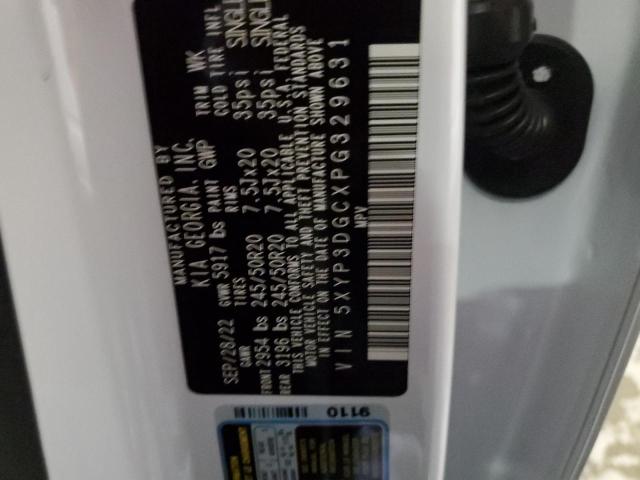 MANUFACTURED BY
KIA GEORGIA, INC.
SEP/28/22 GVWR 5917 lbs PAINT GWP TRIM WK
GAWR TIRES RIMS COLD TIRE INFL
FRONT 2954 lbs 245/50R20 7.5Jx20 35psi SINGLE
REAR 3196 lbs 245/50R20 7.5Jx20 35psi SINGLE
THIS VEHICLE CONFORMS TO ALL APPLICABLE U.S.A. FEDERAL
MOTOR VEHICLE SAFETY AND THEFT PREVENTION STANDARDS
IN EFFECT ON THE DATE OF MANUFACTURE SHOWN ABOVE
VIN 5XYP3DGCXPG329631
MPV
9110